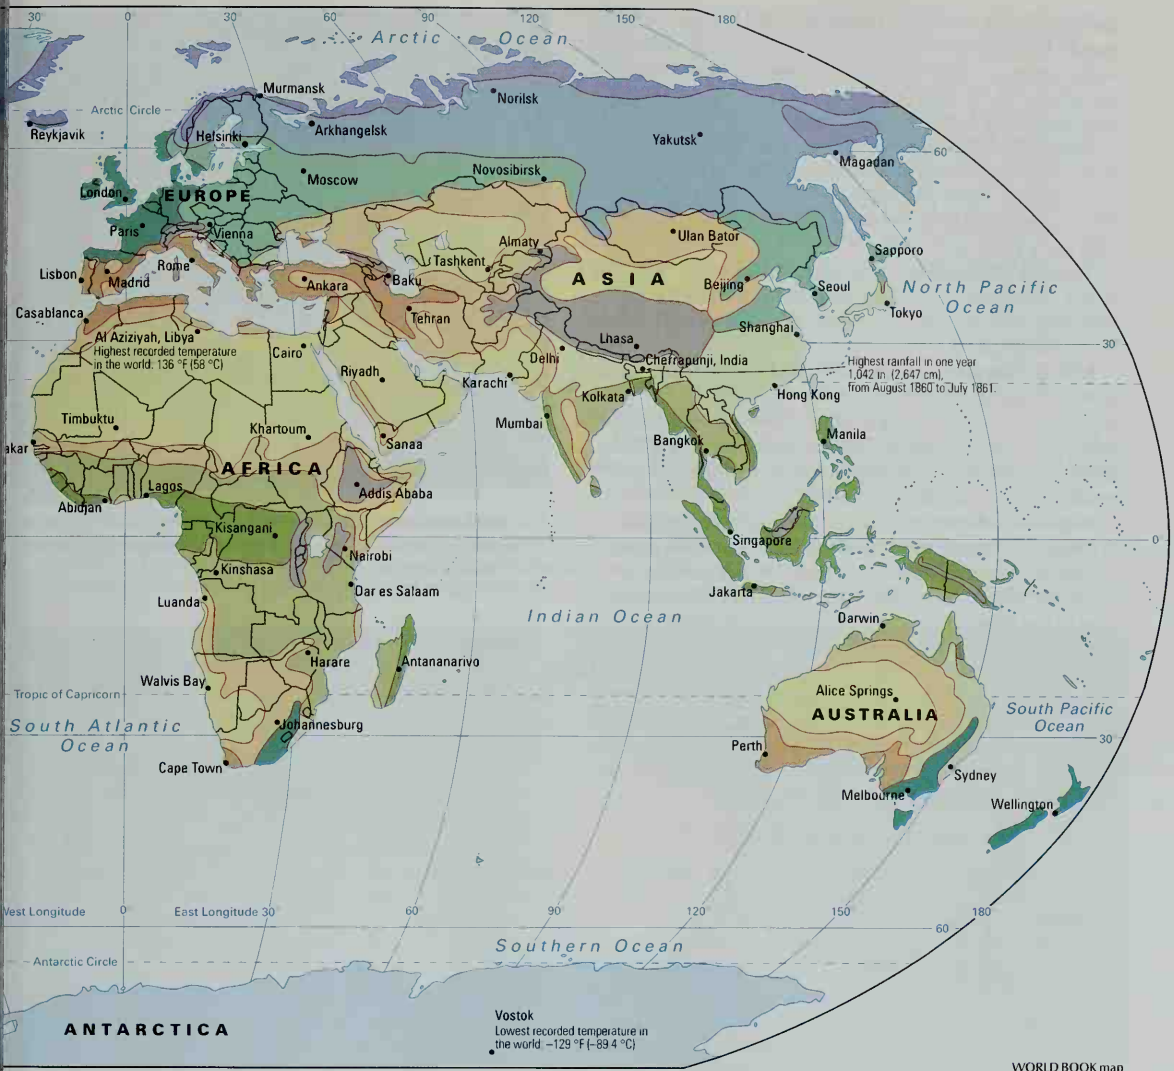 30 0 30 60 90 120 150 180
Arctic Ocean
Murmansk
Norilsk
Arctic Circle
Reykjavik
Helsinki
Arkhangelsk
Yakutsk
Magadan
60
London
EUROPE
Moscow
Novosibirsk
Paris
Vienna
Ulan Bator
Almaty
Sapporo
Lisbon
Madrid
Rome
Ankara
Baku
Tashkent
ASIA
Beijing
Seoul
North Pacific
Ocean
Tokyo
Casablanca
Tehran
Shanghai
Al Aziziyah, Libya
Highest recorded temperature
in the world: 136 °F (58 °C)
Cairo
Lhasa
30
Delhi
Cherrapunji, India
Highest rainfall in one year
1,042 in. (2,647 cm),
from August 1860 to July 1861.
Riyadh
Karachi
Kolkata
Hong Kong
Timbuktu
Khartoum
Sanaa
Mumbai
Bangkok
Manila
akar
AFRICA
Addis Ababa
Abidjan
Lagos
Kisangani
Nairobi
Singapore
0
Kinshasa
Dar es Salaam
Jakarta
Luanda
Indian Ocean
Darwin
Harare
Antananarivo
Walvis Bay
Tropic of Capricorn
Alice Springs
AUSTRALIA
South Pacific
Ocean
South Atlantic
Ocean
Johannesburg
30
Perth
Cape Town
Sydney
Melbourne
Wellington
West Longitude 0 East Longitude 30 60 90 120 150 180
60
Southern Ocean
Antarctic Circle
ANTARCTICA
Vostok
Lowest recorded temperature in
the world: –129 °F (–89.4 °C)
WORLD BOOK map